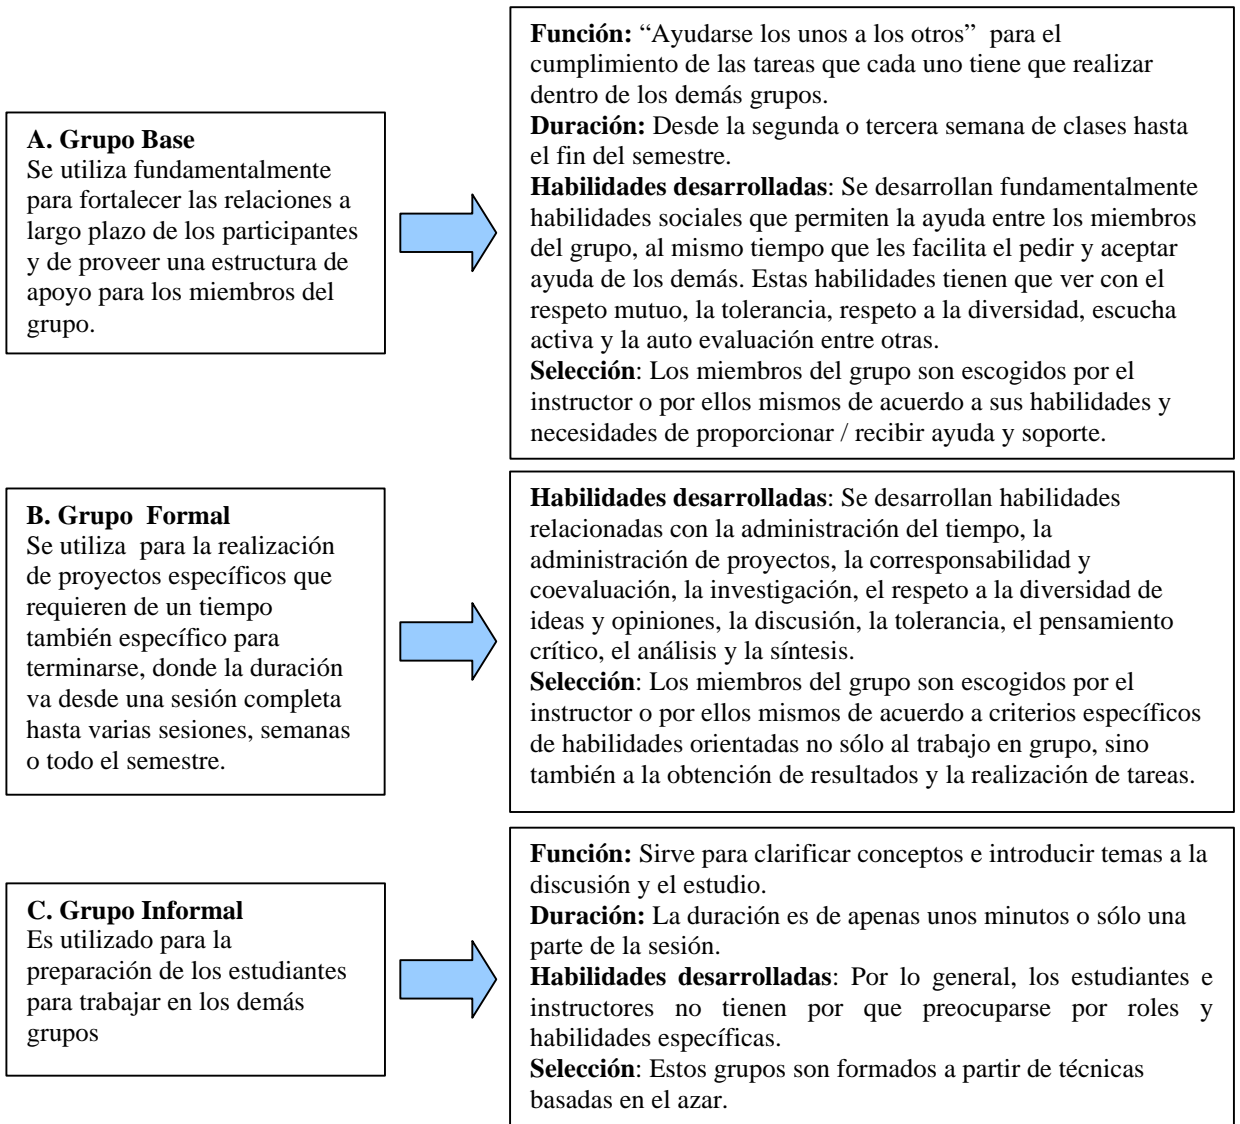 A. Grupo Base
Se utiliza fundamentalmente
para fortalecer las relaciones a
largo plazo de los participantes
y de proveer una estructura de
apoyo para los miembros del
grupo.
Función: “Ayudarse los unos a los otros” para el
cumplimiento de las tareas que cada uno tiene que realizar
dentro de los demás grupos.
Duración: Desde la segunda o tercera semana de clases hasta
el fin del semestre.
Habilidades desarrolladas: Se desarrollan fundamentalmente
habilidades sociales que permiten la ayuda entre los miembros
del grupo, al mismo tiempo que les facilita el pedir y aceptar
ayuda de los demás. Estas habilidades tienen que ver con el
respeto mutuo, la tolerancia, respeto a la diversidad, escucha
activa y la auto evaluación entre otras.
Selección: Los miembros del grupo son escogidos por el
instructor o por ellos mismos de acuerdo a sus habilidades y
necesidades de proporcionar / recibir ayuda y soporte.
B. Grupo Formal
Se utiliza para la realización
de proyectos específicos que
requieren de un tiempo
también específico para
terminarse, donde la duración
va desde una sesión completa
hasta varias sesiones, semanas
o todo el semestre.
Habilidades desarrolladas: Se desarrollan habilidades
relacionadas con la administración del tiempo, la
administración de proyectos, la corresponsabilidad y
coevaluación, la investigación, el respeto a la diversidad de
ideas y opiniones, la discusión, la tolerancia, el pensamiento
crítico, el análisis y la síntesis.
Selección: Los miembros del grupo son escogidos por el
instructor o por ellos mismos de acuerdo a criterios específicos
de habilidades orientadas no sólo al trabajo en grupo, sino
también a la obtención de resultados y la realización de tareas.
C. Grupo Informal
Es utilizado para la
preparación de los estudiantes
para trabajar en los demás
grupos
Función: Sirve para clarificar conceptos e introducir temas a la
discusión y el estudio.
Duración: La duración es de apenas unos minutos o sólo una
parte de la sesión.
Habilidades desarrolladas: Por lo general, los estudiantes e
instructores no tienen por que preocuparse por roles y
habilidades específicas.
Selección: Estos grupos son formados a partir de técnicas
basadas en el azar.